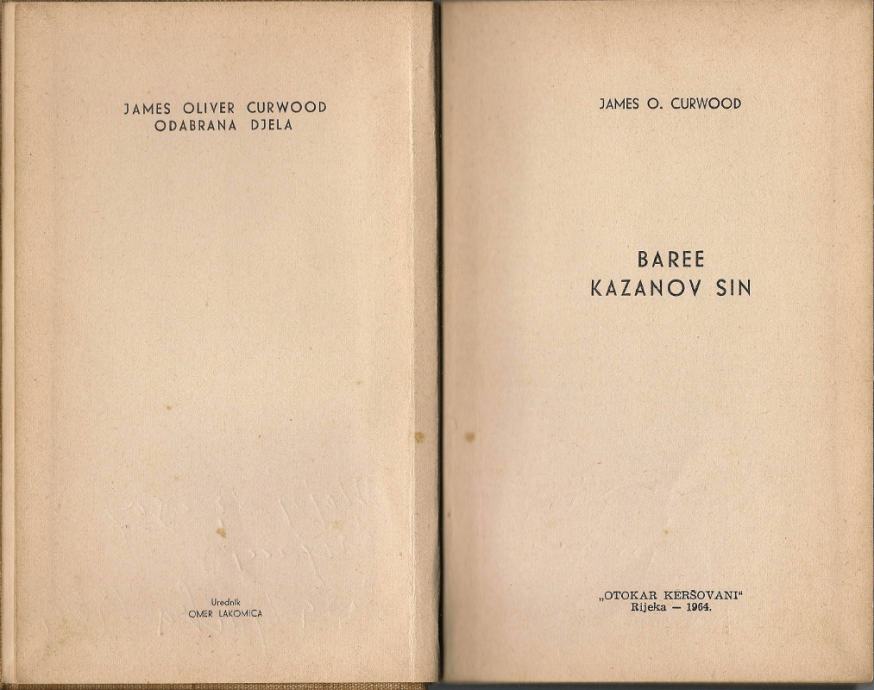 JAMES OLIVER CURWOOD
ODABRANA DJELA
Urednik
OMER LAKOMICA
JAMES O. CURWOOD
BAREE
KAZANOV SIN
„OTOKAR KERŠOVANI“
Rijeka — 1964.